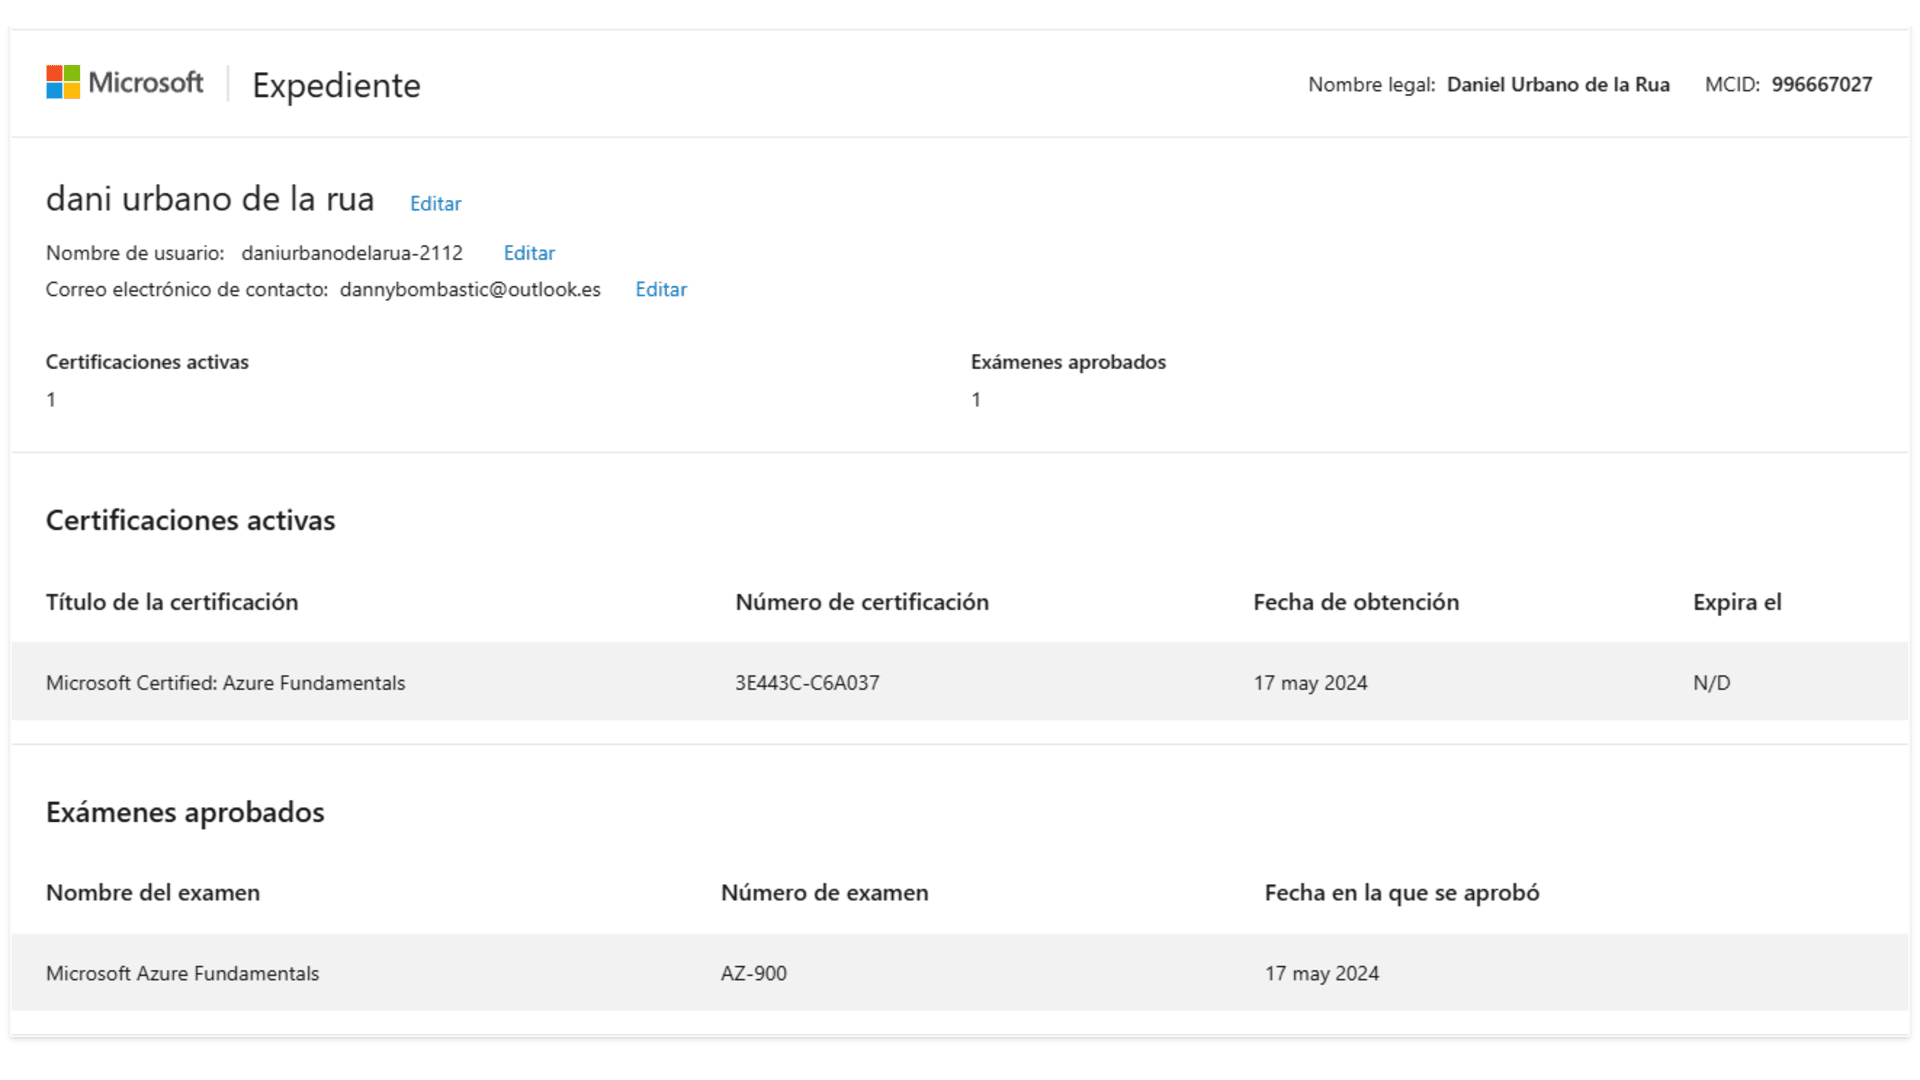 Microsoft | Expediente Nombre legal: Daniel Urbano de la Rua MCID: 996667027
dani urbano de la rua Editar
Nombre de usuario: daniurbanodelarua-2112 Editar
Correo electrónico de contacto: dannybombastic@outlook.es Editar
Certificaciones activas Exámenes aprobados
1 1
Certificaciones activas
Título de la certificación Número de certificación Fecha de obtención Expira el
Microsoft Certified: Azure Fundamentals 3E443C-C6A037 17 may 2024 N/D
Exámenes aprobados
Nombre del examen Número de examen Fecha en la que se aprobó
Microsoft Azure Fundamentals AZ-900 17 may 2024